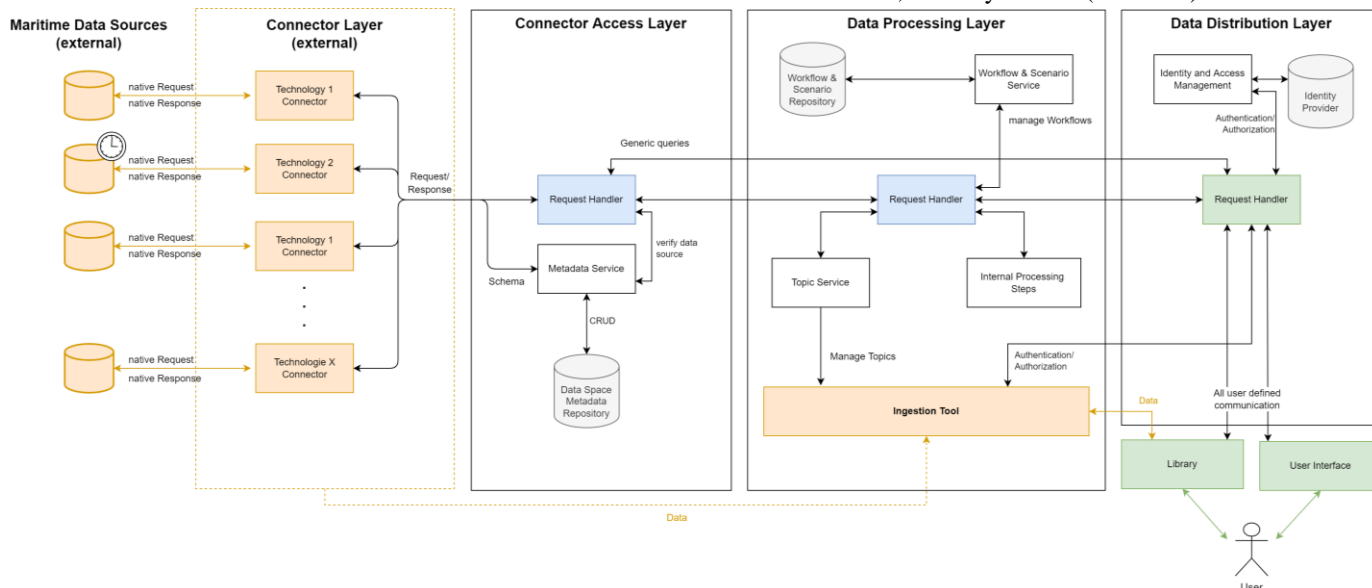 Maritime Data Sources
(external)
Connector Layer
(external)
Connector Access Layer
Data Processing Layer
Data Distribution Layer
native Request
native Response
Technology 1
Connector
native Request
native Response
Technology 2
Connector
native Request
native Response
Technology 1
Connector
.
.
.
native Request
native Response
Technologie X
Connector
Request/
Response
Schema
Generic queries
Request Handler
verify data
source
Metadata Service
CRUD
Data Space
Metadata
Repository
Workflow &
Scenario
Repository
Workflow & Scenario
Service
manage Workflows
Request Handler
Topic Service
Internal Processing
Steps
Manage Topics
Authentication/
Authorization
Ingestion Tool
Data
Identity and Access
Management
Identity
Provider
Authentication/
Authorization
Request Handler
All user defined
communication
Data
Library
User Interface
User